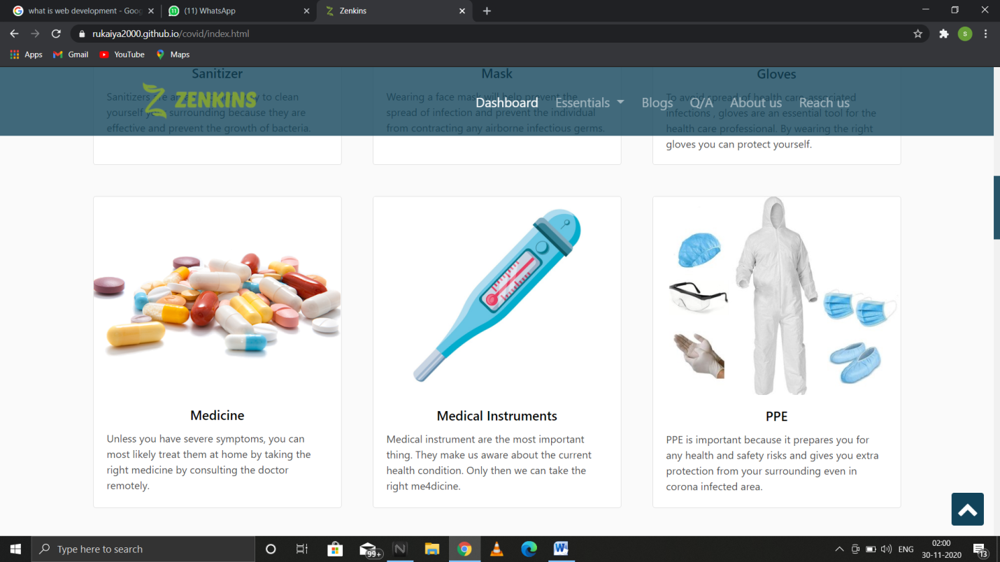 what is web development - Goog
(11) WhatsApp
Zenkins
rukaiya2000.github.io/covid/index.html
S
Apps
Gmail
YouTube
Maps
ZENKINS
Dashboard
Essentials
Blogs
Q/A
About us
Reach us
Sanitizer
Sanitizers are an to clean
yourself surrounding because they are
effective and prevent the growth of bacteria.
Mask
Wearing a face mask will help prevent the
spread of infection and prevent the individual
from contracting any airborne infectious germs.
Gloves
To avoid spread of health care associated
infections , gloves are an essential tool for the
health care professional. By wearing the right
gloves you can protect yourself.
Medicine
Unless you have severe symptoms, you can
most likely treat them at home by taking the
right medicine by consulting the doctor
remotely.
Medical Instruments
Medical instrument are the most important
thing. They make us aware about the current
health condition. Only then we can take the
right me4dicine.
PPE
PPE is important because it prepares you for
any health and safety risks and gives you extra
protection from your surrounding even in
corona infected area.
Type here to search
99+
N
W
ENG
02:00
30-11-2020
13